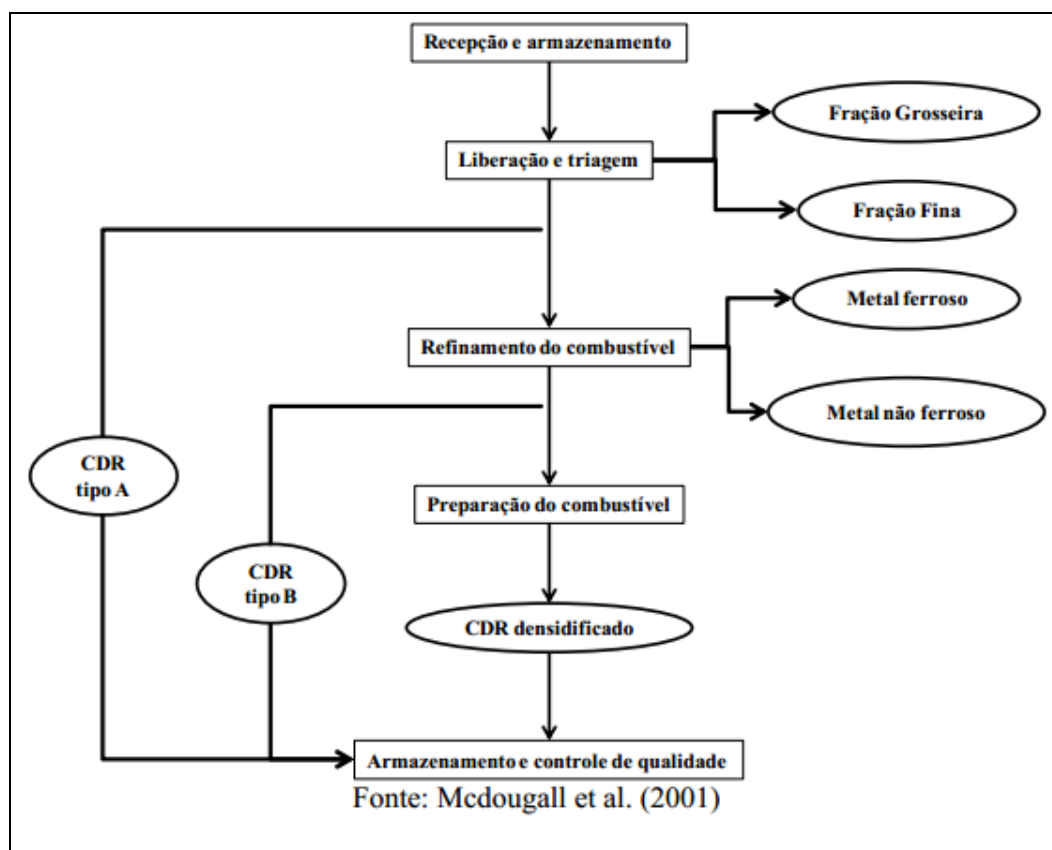 Recepção e armazenamento
Fração Grosseira
Liberação e triagem
Fração Fina
Metal ferroso
Refinamento do combustível
Metal não ferroso
CDR
tipo A
Preparação do combustível
CDR
tipo B
CDR densidificado
Armazenamento e controle de qualidade
Fonte: Mcdougall et al. (2001)